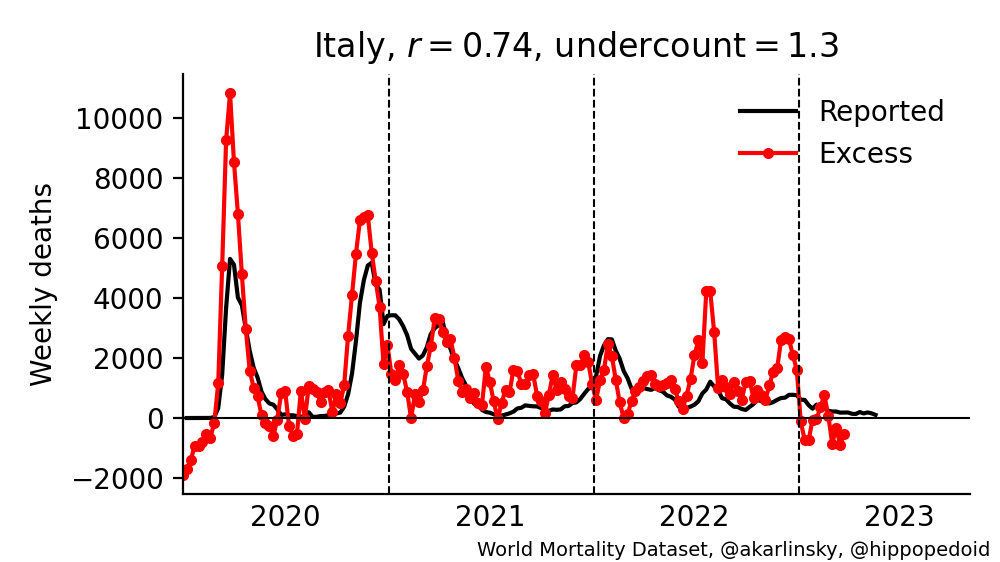 Italy, r = 0.74, undercount = 1.3
Weekly deaths
10000
8000
6000
4000
2000
0
−2000
Reported
Excess
2020 2021 2022 2023
World Mortality Dataset, @akarlinsky, @hippopedoid